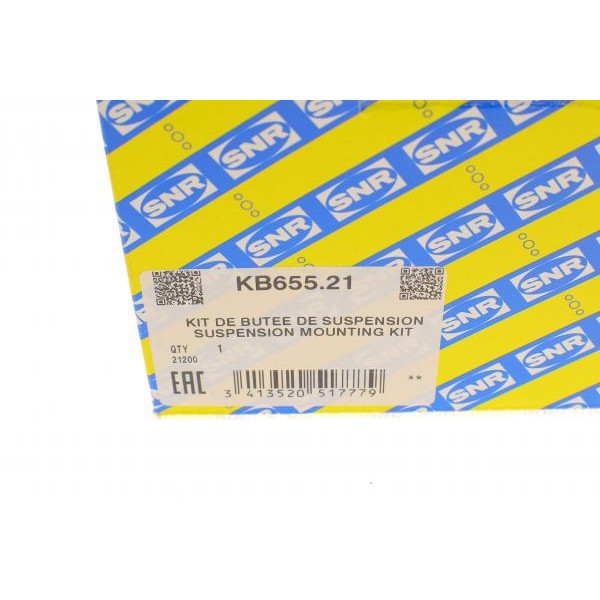 SNR SNR SNR SNR
SNR SNR SNR SNR
SNR SNR SNR
KB655.21
KIT DE BUTEE DE SUSPENSION
SUSPENSION MOUNTING KIT
QTY 1
21200
EAC
**
3 413520 517779
SNR SNR
SNR